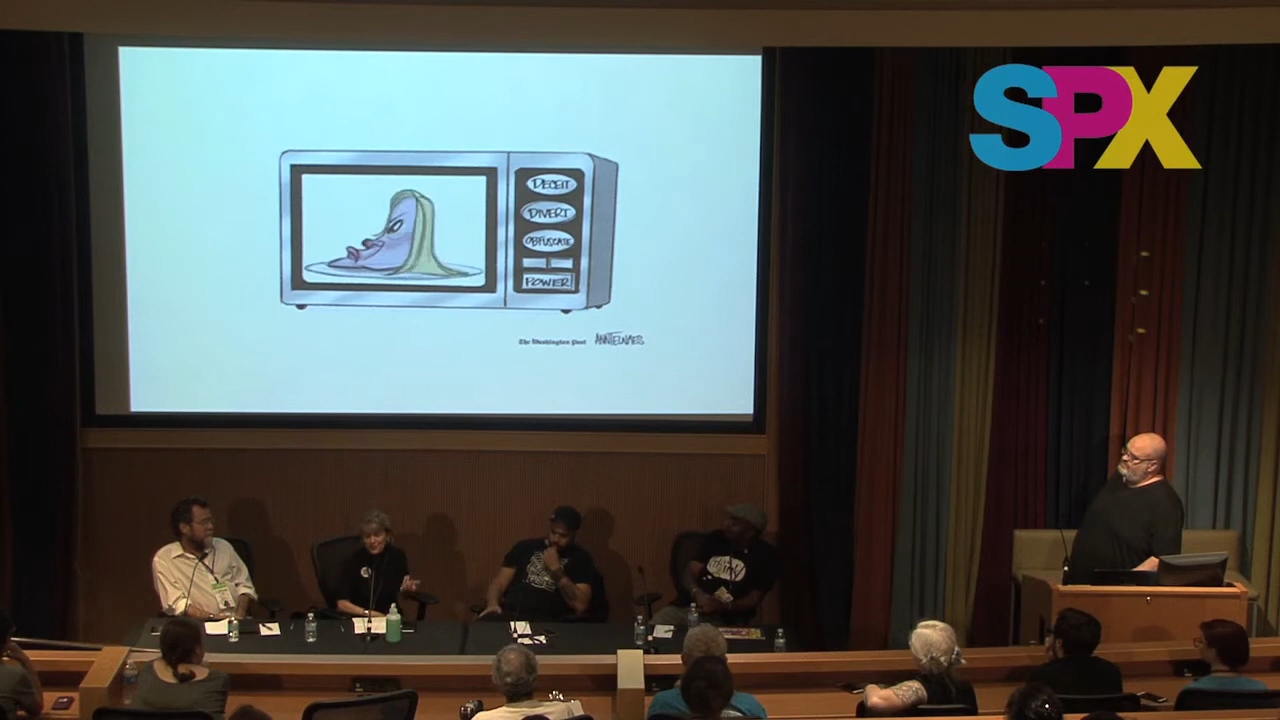 SPX
DECEIT
DIVERT
OBFUSCATE
POWER
The Washington Post
ANN TELNAES